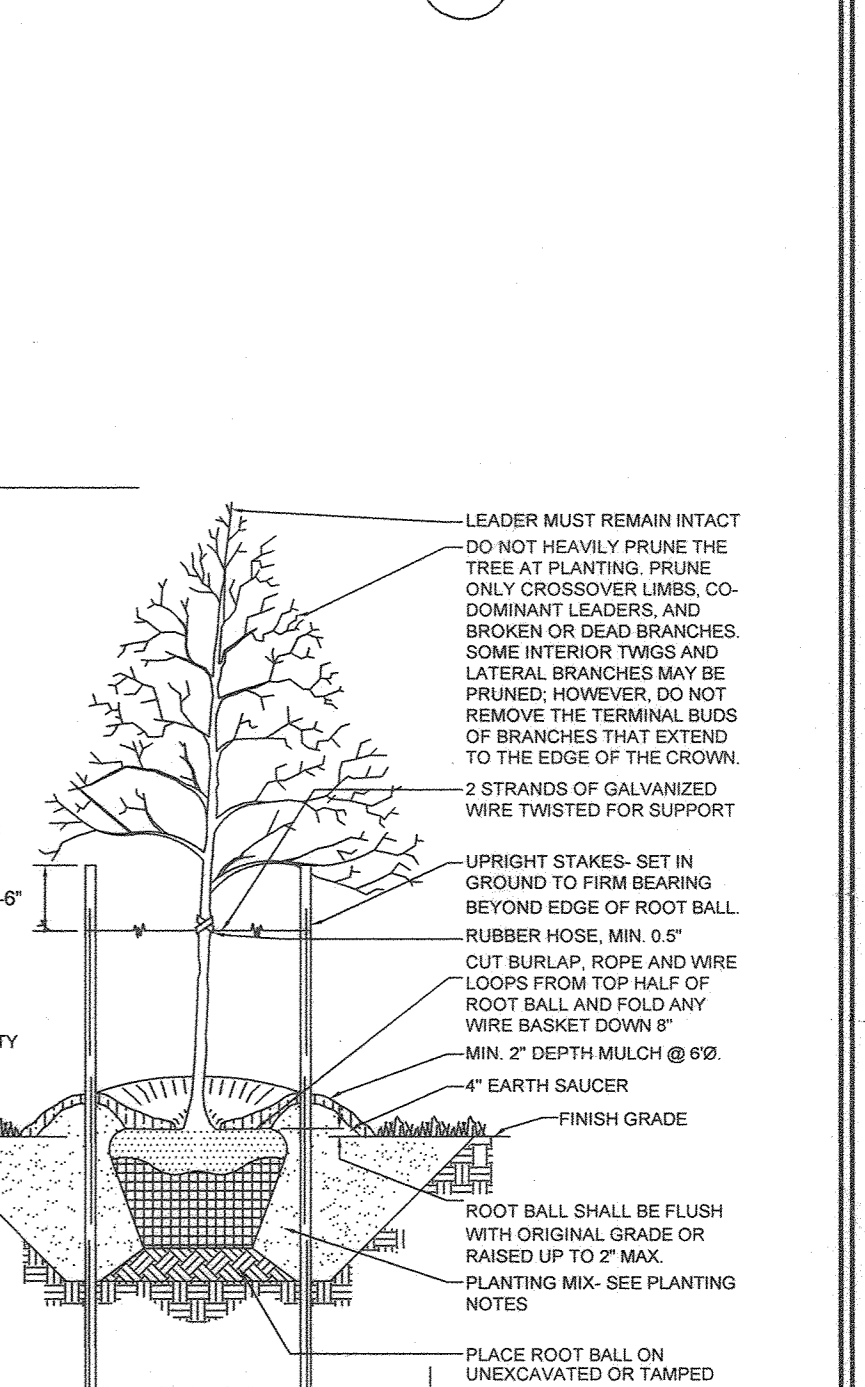 LEADER MUST REMAIN INTACT
DO NOT HEAVILY PRUNE THE
TREE AT PLANTING. PRUNE
ONLY CROSSOVER LIMBS, CO-
DOMINANT LEADERS, AND
BROKEN OR DEAD BRANCHES.
SOME INTERIOR TWIGS AND
LATERAL BRANCHES MAY BE
PRUNED; HOWEVER, DO NOT
REMOVE THE TERMINAL BUDS
OF BRANCHES THAT EXTEND
TO THE EDGE OF THE CROWN.
2 STRANDS OF GALVANIZED
WIRE TWISTED FOR SUPPORT
UPRIGHT STAKES- SET IN
GROUND TO FIRM BEARING
BEYOND EDGE OF ROOT BALL.
-6"
RUBBER HOSE, MIN. 0.5"
CUT BURLAP, ROPE AND WIRE
LOOPS FROM TOP HALF OF
ROOT BALL AND FOLD ANY
WIRE BASKET DOWN 8"
TY
MIN. 2" DEPTH MULCH @ 6'Ø.
4" EARTH SAUCER
FINISH GRADE
ROOT BALL SHALL BE FLUSH
WITH ORIGINAL GRADE OR
RAISED UP TO 2" MAX.
PLANTING MIX- SEE PLANTING
NOTES
PLACE ROOT BALL ON
UNEXCAVATED OR TAMPED